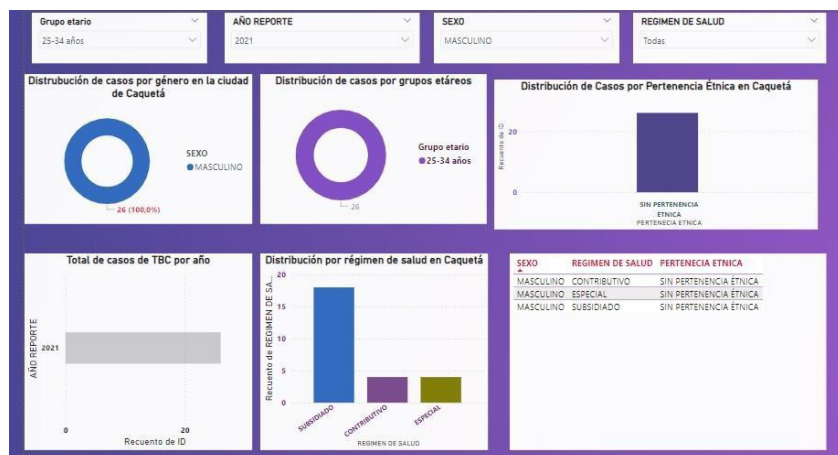 Grupo etario
25-34 años
AÑO REPORTE
2021
SEXO
MASCULINO
REGIMEN DE SALUD
Todas
Distrubución de casos por género en la ciudad
de Caquetá
SEXO
MASCULINO
26 (100,0%)
Distribución de casos por grupos etáreos
Grupo etario
25-34 años
26
Distribución de Casos por Pertenencia Étnica en Caquetá
Recuento de ID
20
0
SIN PERTENENCIA
ETNICA
PERTENECIA ETNICA
Total de casos de TBC por año
AÑO REPORTE
2021
0
20
Recuento de ID
Distribución por régimen de salud en Caquetá
Recuento de REGIMEN DE SA...
20
15
10
5
0
SUBSIDIADO
CONTRIBUTIVO
ESPECIAL
REGIMEN DE SALUD
SEXO REGIMEN DE SALUD PERTENECIA ETNICA
MASCULINO CONTRIBUTIVO SIN PERTENENCIA ÉTNICA
MASCULINO ESPECIAL SIN PERTENENCIA ÉTNICA
MASCULINO SUBSIDIADO SIN PERTENENCIA ÉTNICA